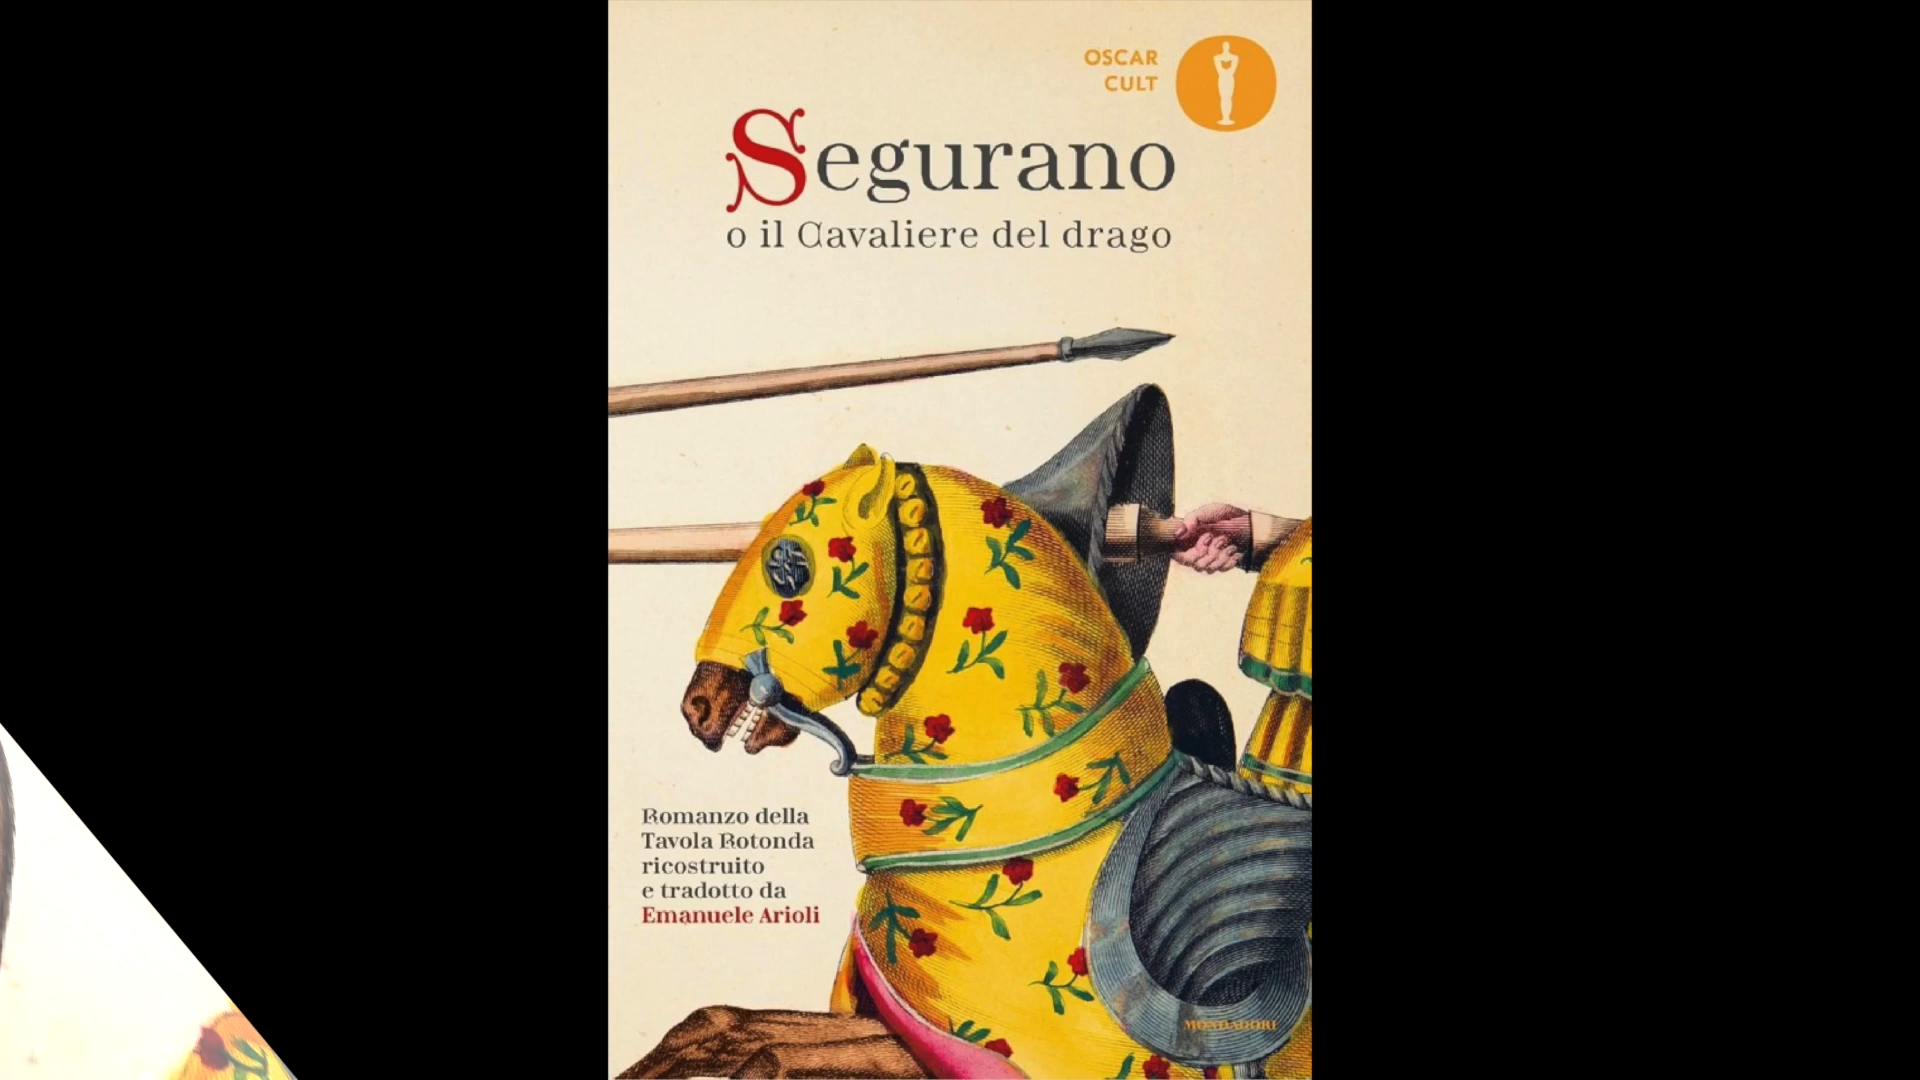 OSCAR
CULT
Segurano
o il Cavaliere del drago
Romanzo della
Tavola Rotonda
ricostruito
e tradotto da
Emanuele Arioli
MONDADORI